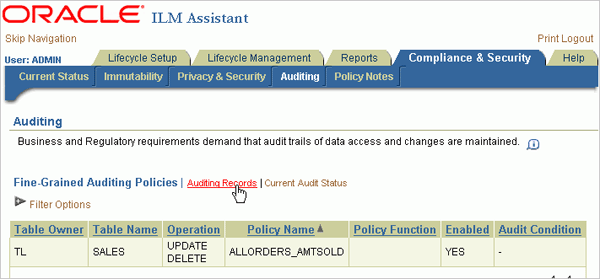 ORACLE ILM Assistant
Skip Navigation Print Logout
User: ADMIN Lifecycle Setup Lifecycle Management Reports Compliance & Security Help
Current Status Immutability Privacy & Security Auditing Policy Notes
Auditing
Business and Regulatory requirements demand that audit trails of data access and changes are maintained. i
Fine-Grained Auditing Policies | Auditing Records | Current Audit Status
Filter Options
Table Owner Table Name Operation Policy Name Policy Function Enabled Audit Condition
TL SALES UPDATE DELETE ALLORDERS_AMTSOLD YES -